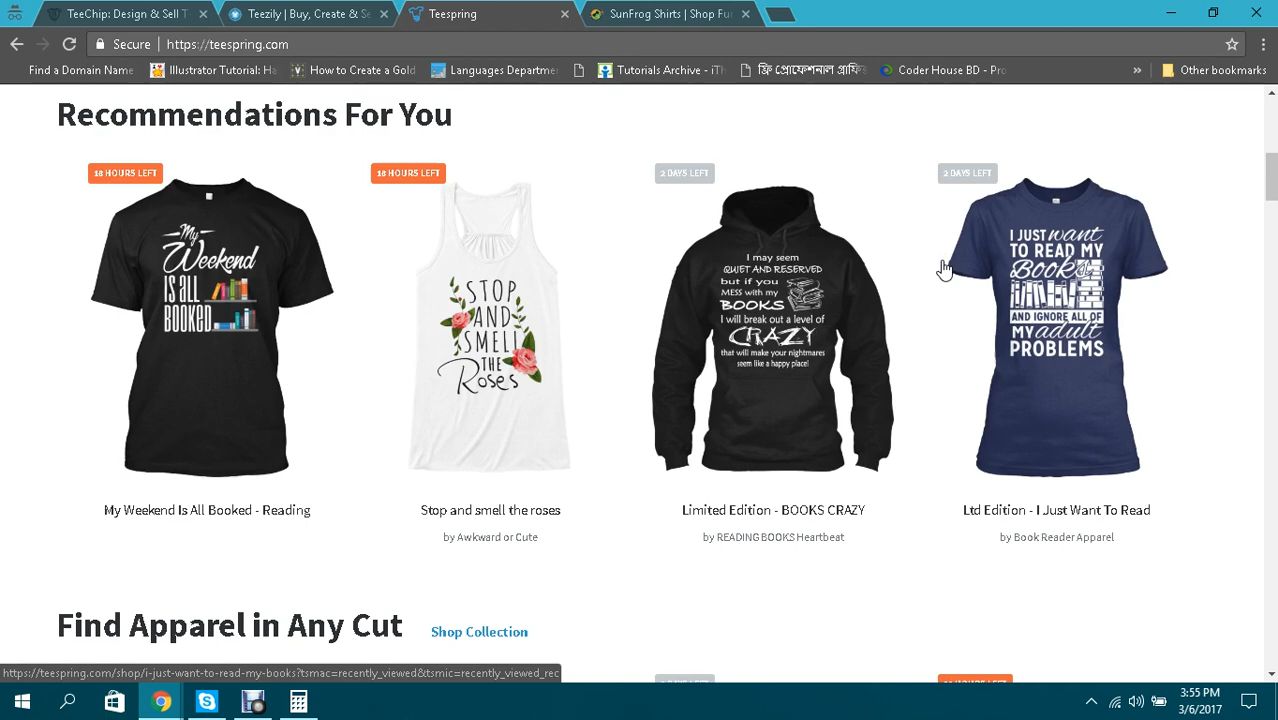 TeeChip: Design & Sell T
Teezily | Buy, Create & Se
Teespring
SunFrog Shirts | Shop Fu
Secure
https://teespring.com
Find a Domain Name
Illustrator Tutorial: Ha
How to Create a Gold
Languages Departme
Tutorials Archive - iTh
ফ্রি প্রোফেশনাল গ্রাফি
Coder House BD - Pro
Other bookmarks
Recommendations For You
18 HOURS LEFT
18 HOURS LEFT
2 DAYS LEFT
2 DAYS LEFT
My
Weekend
IS ALL
BOOKED
STOP
AND
SMELL
THE
Roses
I may seem
QUIET AND RESERVED
but if you
MESS with my
BOOKS
I will break out a level of
CRAZY
that will make your nightmares
seem like a happy place!
I JUST want
TO READ MY
Books
AND IGNORE ALL OF
MY adult
PROBLEMS
My Weekend Is All Booked - Reading
Stop and smell the roses
Limited Edition - BOOKS CRAZY
Ltd Edition - I Just Want To Read
by Awkward or Cute
by READING BOOKS Heartbeat
by Book Reader Apparel
Find Apparel in Any Cut
Shop Collection
https://teespring.com/shop/i-just-want-to-read-my-books?tsmac=recently_viewed&tsmic=recently_viewed_rec
3:55 PM
3/6/2017